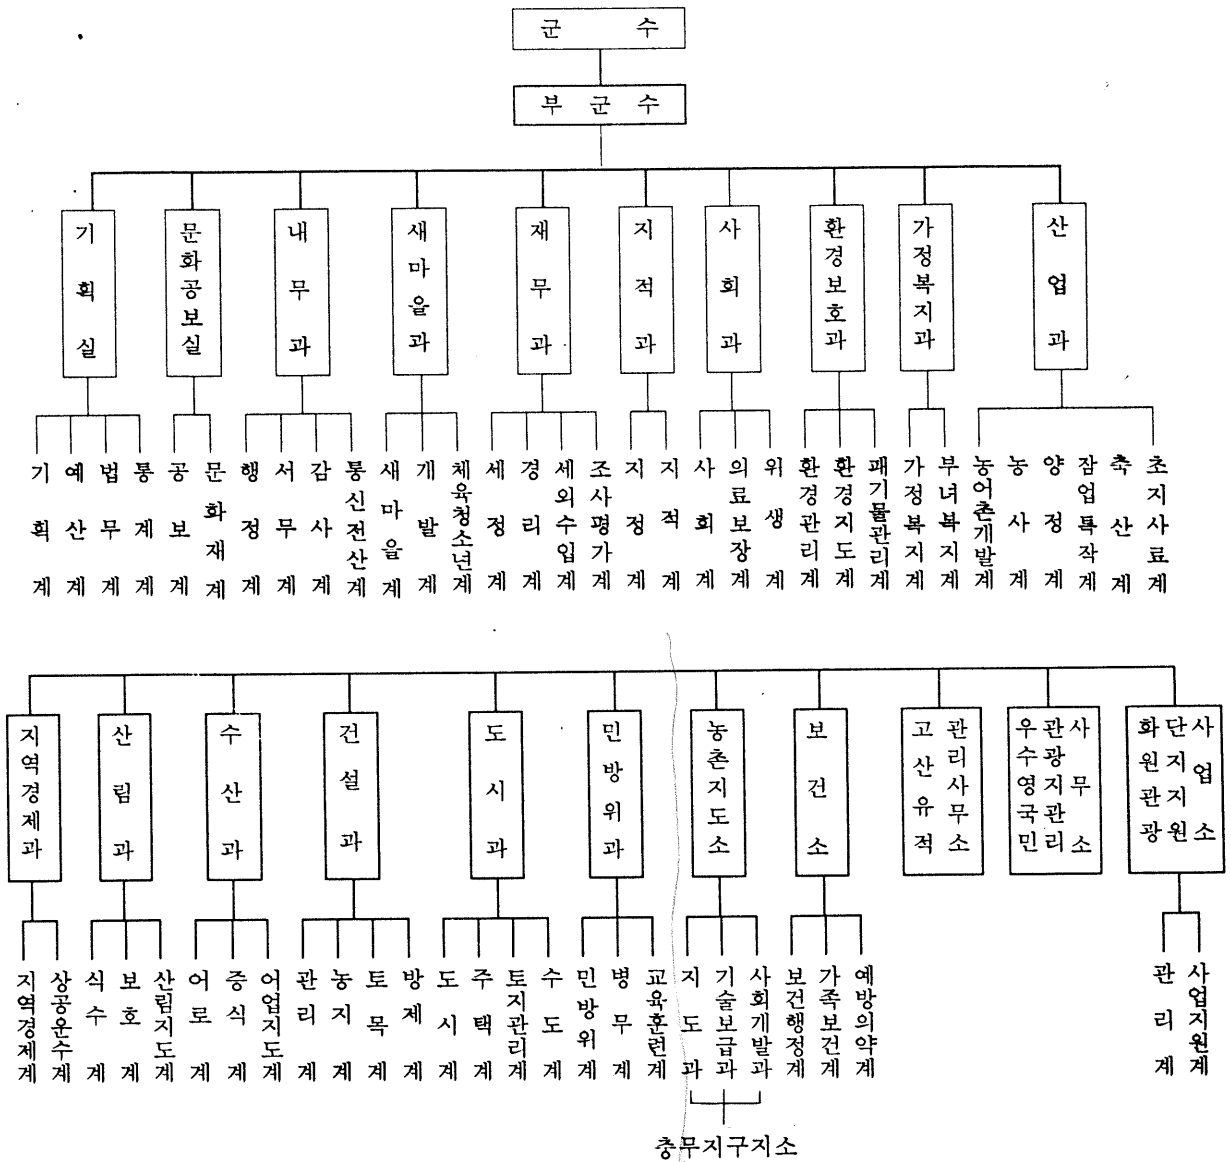 군 수
부 군 수
기획실
문화공보실
내무과
새마을과
재무과
지적과
사회과
환경보호과
가정복지과
산업과
기획계
예산계
법무계
통계계
공보계
문화재계
행정계
서무계
감사계
통신전산계
새마을계
개발계
체육청소년계
세정계
경리계
세외수입계
조사평가계
지정계
지적계
사회계
의료보장계
위생계
환경관리계
환경지도계
폐기물관리계
가정복지계
부녀복지계
농어촌개발계
농사계
양정계
잠업특작계
축산계
초지사료계
지역경제과
산림과
수산과
건설과
도시과
민방위과
농촌지도소
보건소
고산유적관리사무소
우수영국민관광지관리사무소
화원관광단지지원사업소
지역경제계
상공운수계
식수계
보호계
산림지도계
어로계
증식계
어업지도계
관리계
농지계
토목계
방제계
도시계
주택계
토지관리계
수도계
민방위계
병무계
교육훈련계
지도과
기술보급과
사회개발과
보건행정계
가족보건계
예방의약계
관리계
사업지원계
충무지구지소